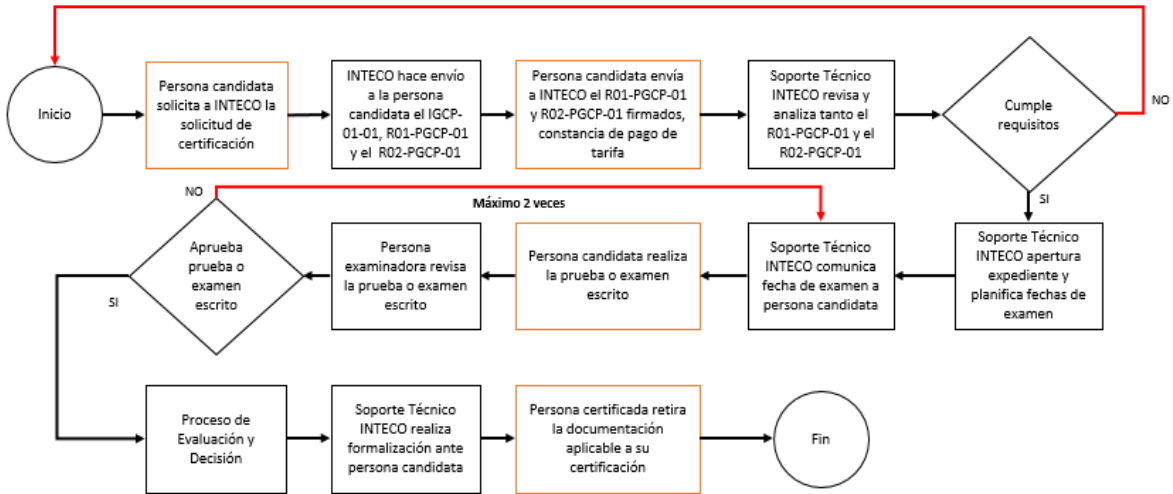 Inicio
Persona candidata
solicita a INTECO la
solicitud de
certificación
INTECO hace envío
a la persona
candidata el IGCP-
01-01, R01-PGCP-01
y el R02-PGCP-01
Persona candidata envía
a INTECO el R01-PGCP-01
y R02-PGCP-01 firmados,
constancia de pago de
tarifa
Soporte Técnico
INTECO revisa y
analiza tanto el
R01-PGCP-01 y el
R02-PGCP-01
Cumple
requisitos
NO
SI
Soporte Técnico
INTECO apertura
expediente y
planifica fechas de
examen
Soporte Técnico
INTECO comunica
fecha de examen a
persona candidata
Máximo 2 veces
Persona candidata realiza
la prueba o examen
escrito
Persona
examinadora revisa
la prueba o examen
escrito
Aprueba
prueba o
examen
escrito
NO
SI
Proceso de
Evaluación y
Decisión
Soporte Técnico
INTECO realiza
formalización ante
persona candidata
Persona certificada retira
la documentación
aplicable a su
certificación
Fin